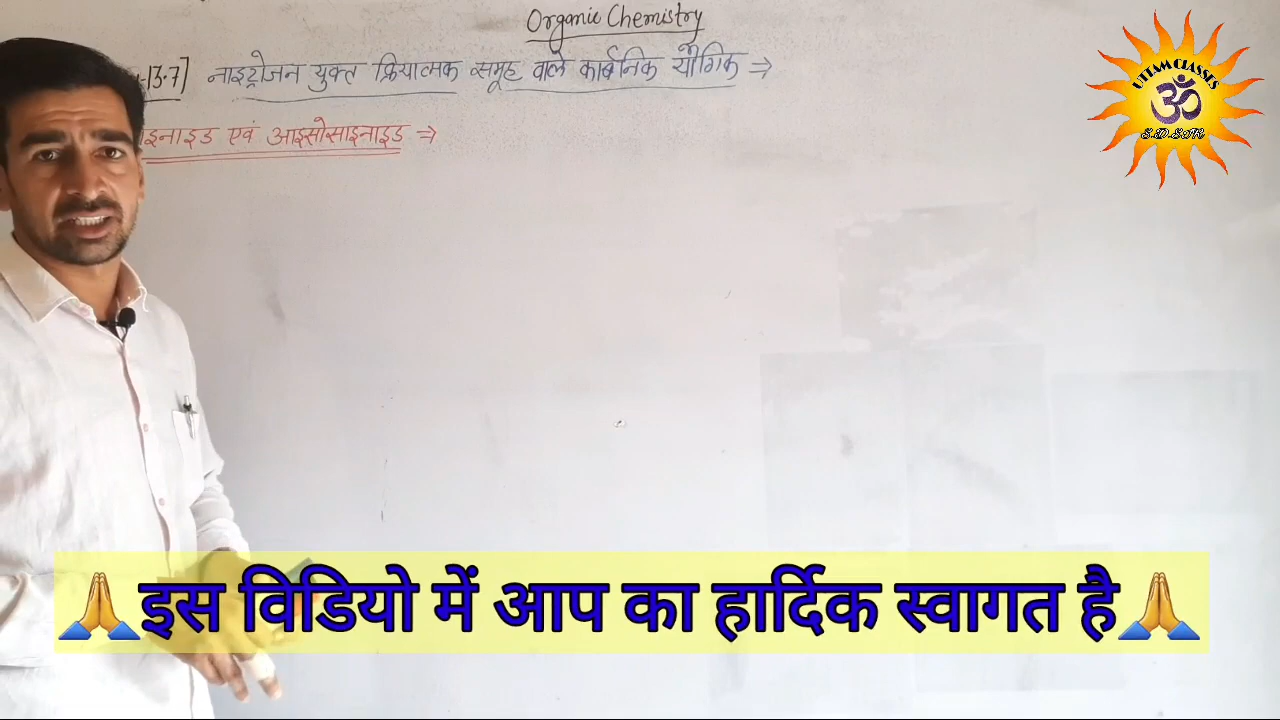 Organic Chemistry
-13.7] नाइट्रोजन युक्त क्रियात्मक समूह वाले कार्बनिक यौगिक ⇒
इनाइड एवं आइसोसाइनाइड ⇒
UTTAM CLASSES
ॐ
🙏इस विडियो में आप का हार्दिक स्वागत है🙏